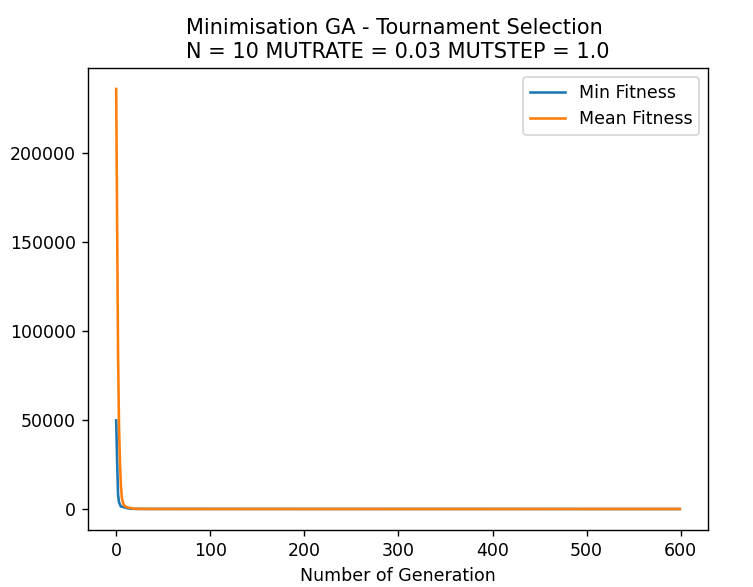 Minimisation GA - Tournament Selection
N = 10 MUTRATE = 0.03 MUTSTEP = 1.0
Min Fitness
Mean Fitness
200000
150000
100000
50000
0
0 100 200 300 400 500 600
Number of Generation